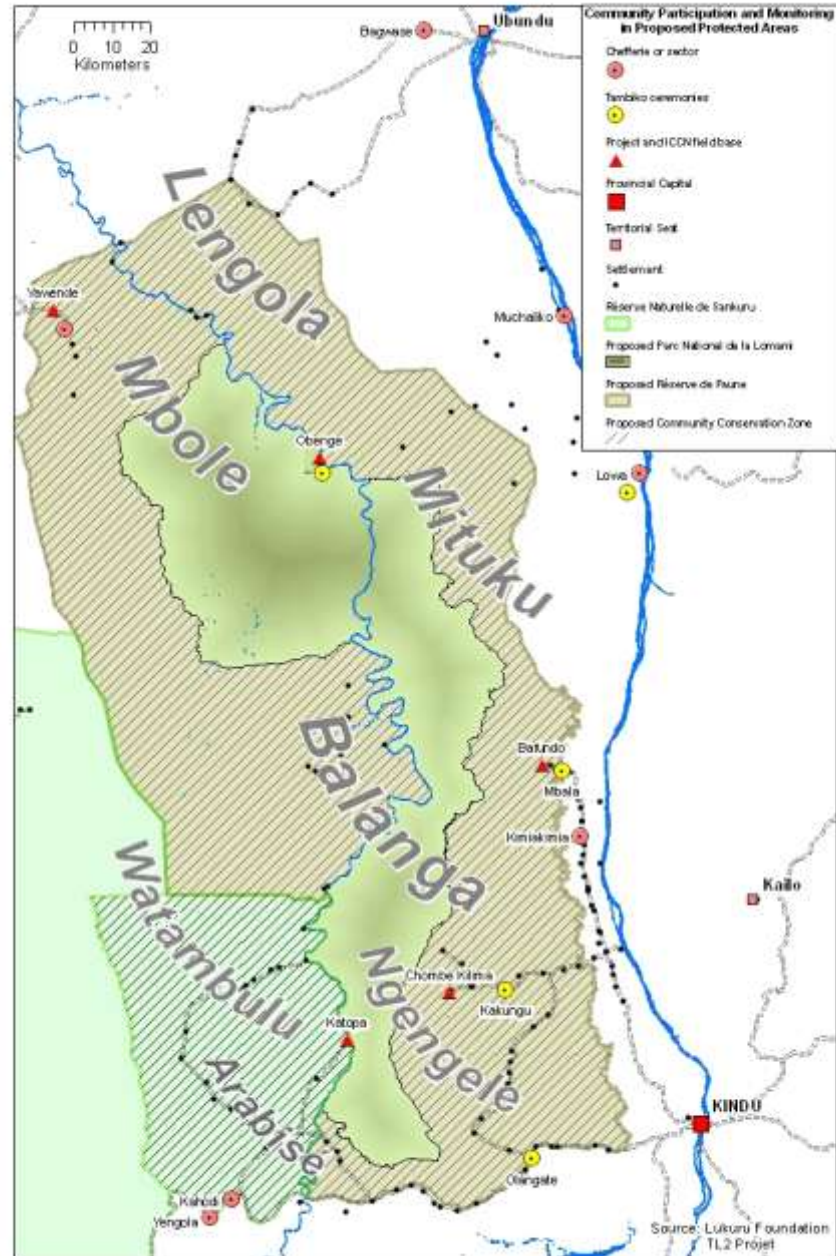 0 10 20
Kilometers
Bagwase
Ubundu
Community Participation and Monitoring
in Proposed Protected Areas
Chefferie or sector
Tambiko ceremonies
Project and ICCN field base
Provincial Capital
Territorial Seat
Settlement
Réserve Naturelle de Sankuru
Proposed Parc National de la Lomami
Proposed Réserve de Faune
Proposed Community Conservation Zone
Lengola
Yawende
Muchaliko
Mbole
Obenge
Lowa
Mituku
Balanga
Batundo
Mbala
Kimiakimia
Kailo
Watambulu
Ngengele
Chombe Kilima
Kakungu
Katopa
Arabisé
KINDU
Olangate
Kahodi
Yengola
Source: Lukuru Foundation
TL2 Projet